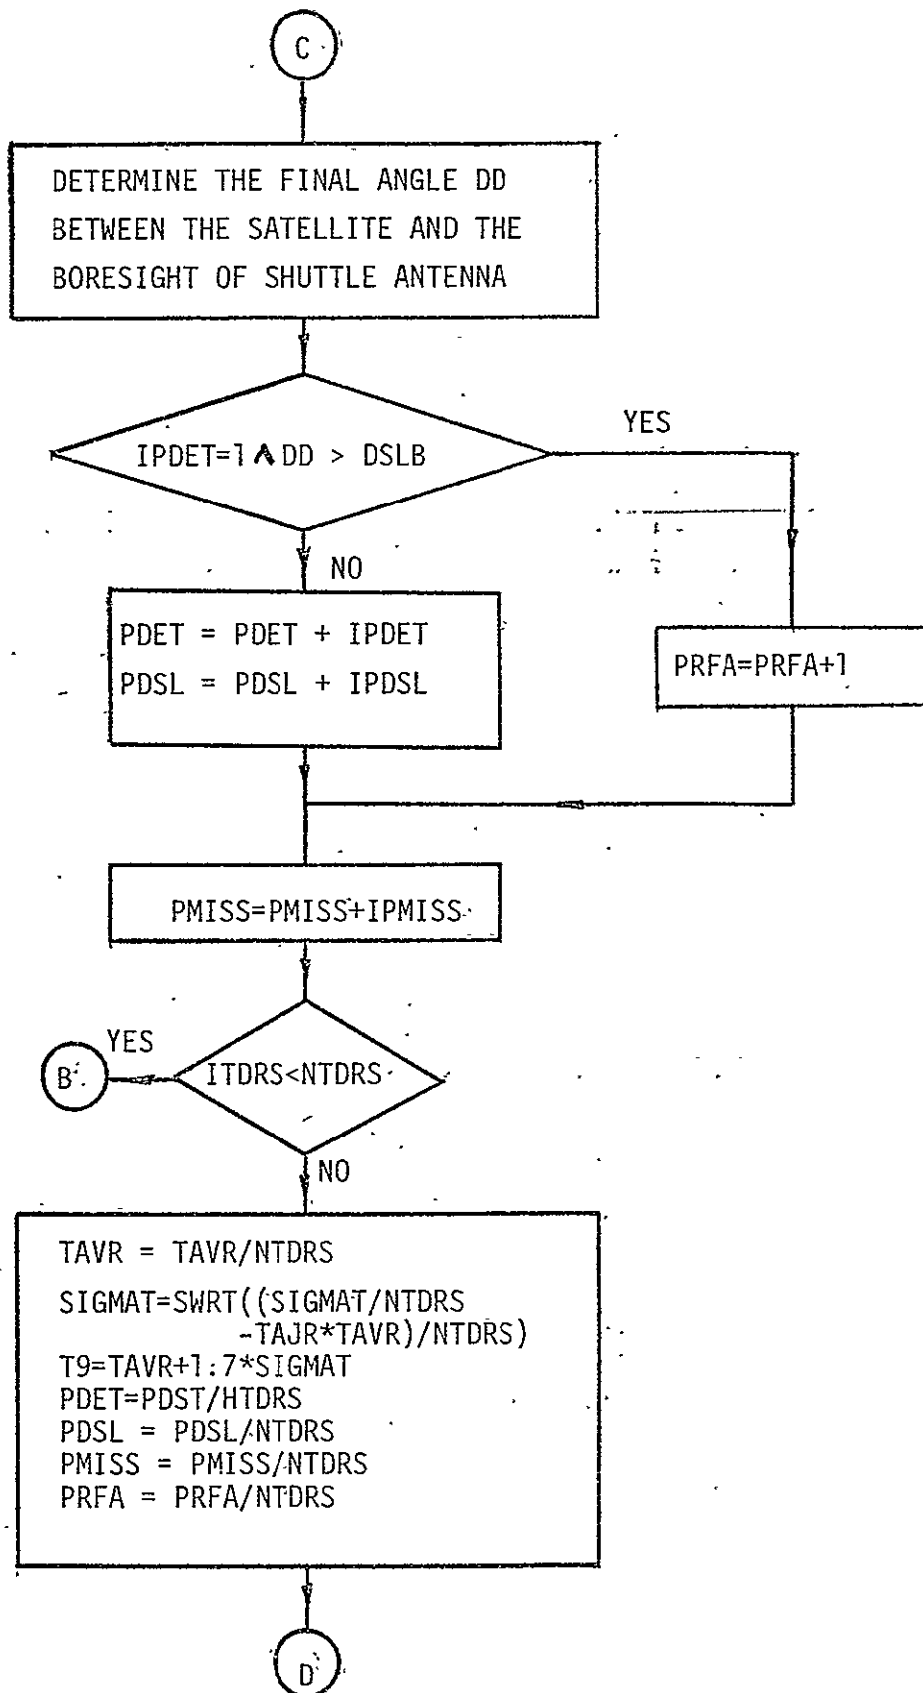 C
DETERMINE THE FINAL ANGLE DD
BETWEEN THE SATELLITE AND THE
BORESIGHT OF SHUTTLE ANTENNA
YES
IPDET=1 ∧ DD > DSLB
NO
PDET = PDET + IPDET
PDSL = PDSL + IPDSL
PRFA=PRFA+1
PMISS=PMISS+IPMISS
YES
B
ITDRS<NTDRS
NO
TAVR = TAVR/NTDRS
SIGMAT=SWRT((SIGMAT/NTDRS
-TAJR*TAVR)/NTDRS)
T9=TAVR+1:7*SIGMAT
PDET=PDST/HTDRS
PDSL = PDSL/NTDRS
PMISS = PMISS/NTDRS
PRFA = PRFA/NTDRS
D